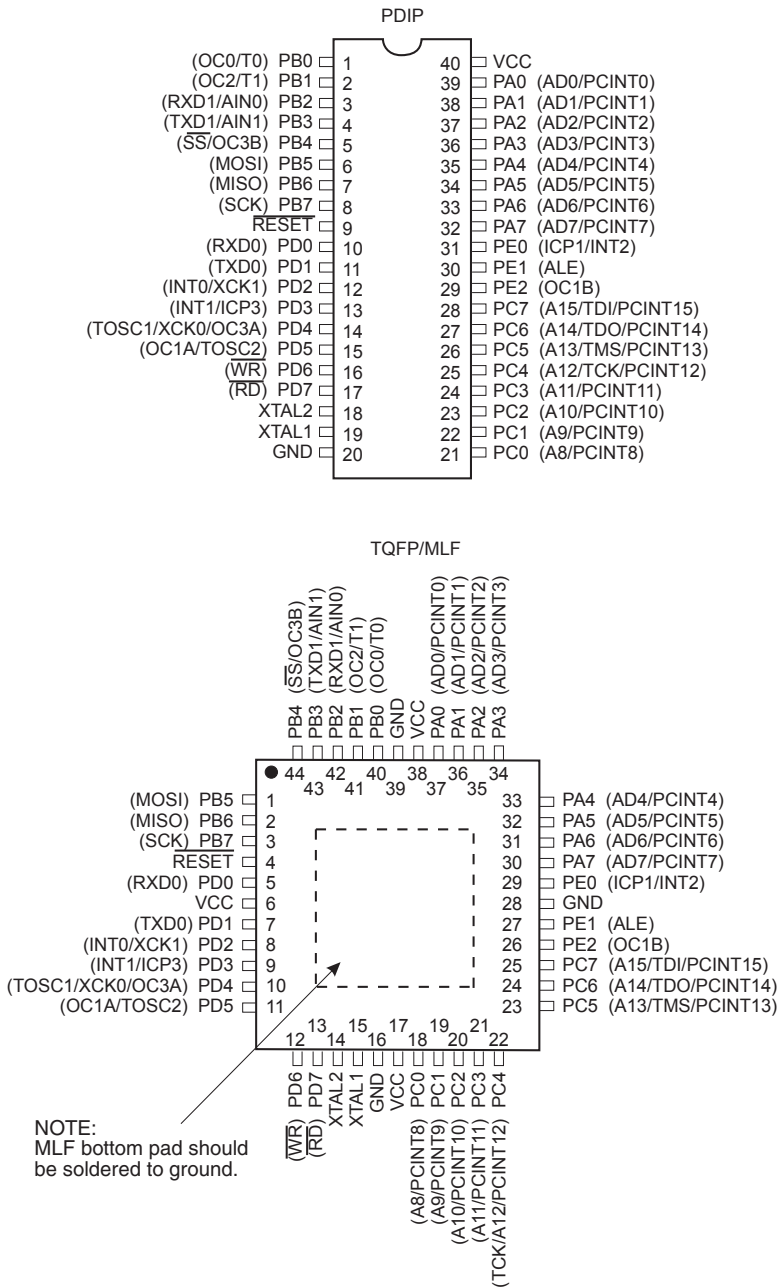 PDIP
(OC0/T0) PB0 1 40 VCC
(OC2/T1) PB1 2 39 PA0 (AD0/PCINT0)
(RXD1/AIN0) PB2 3 38 PA1 (AD1/PCINT1)
(TXD1/AIN1) PB3 4 37 PA2 (AD2/PCINT2)
(SS/OC3B) PB4 5 36 PA3 (AD3/PCINT3)
(MOSI) PB5 6 35 PA4 (AD4/PCINT4)
(MISO) PB6 7 34 PA5 (AD5/PCINT5)
(SCK) PB7 8 33 PA6 (AD6/PCINT6)
RESET 9 32 PA7 (AD7/PCINT7)
(RXD0) PD0 10 31 PE0 (ICP1/INT2)
(TXD0) PD1 11 30 PE1 (ALE)
(INT0/XCK1) PD2 12 29 PE2 (OC1B)
(INT1/ICP3) PD3 13 28 PC7 (A15/TDI/PCINT15)
(TOSC1/XCK0/OC3A) PD4 14 27 PC6 (A14/TDO/PCINT14)
(OC1A/TOSC2) PD5 15 26 PC5 (A13/TMS/PCINT13)
(WR) PD6 16 25 PC4 (A12/TCK/PCINT12)
(RD) PD7 17 24 PC3 (A11/PCINT11)
XTAL2 18 23 PC2 (A10/PCINT10)
XTAL1 19 22 PC1 (A9/PCINT9)
GND 20 21 PC0 (A8/PCINT8)
TQFP/MLF
PB4 (SS/OC3B)
PB3 (TXD1/AIN1)
PB2 (RXD1/AIN0)
PB1 (OC2/T1)
PB0 (OC0/T0)
GND
VCC
PA0 (AD0/PCINT0)
PA1 (AD1/PCINT1)
PA2 (AD2/PCINT2)
PA3 (AD3/PCINT3)
44 42 40 38 36 34
43 41 39 37 35
(MOSI) PB5 1 33 PA4 (AD4/PCINT4)
(MISO) PB6 2 32 PA5 (AD5/PCINT5)
(SCK) PB7 3 31 PA6 (AD6/PCINT6)
RESET 4 30 PA7 (AD7/PCINT7)
(RXD0) PD0 5 29 PE0 (ICP1/INT2)
VCC 6 28 GND
(TXD0) PD1 7 27 PE1 (ALE)
(INT0/XCK1) PD2 8 26 PE2 (OC1B)
(INT1/ICP3) PD3 9 25 PC7 (A15/TDI/PCINT15)
(TOSC1/XCK0/OC3A) PD4 10 24 PC6 (A14/TDO/PCINT14)
(OC1A/TOSC2) PD5 11 23 PC5 (A13/TMS/PCINT13)
13 15 17 19 21
12 14 16 18 20 22
(WR) PD6
(RD) PD7
XTAL2
XTAL1
GND
VCC
(A8/PCINT8) PC0
(A9/PCINT9) PC1
(A10/PCINT10) PC2
(A11/PCINT11) PC3
(TCK/A12/PCINT12) PC4
NOTE:
MLF bottom pad should
be soldered to ground.